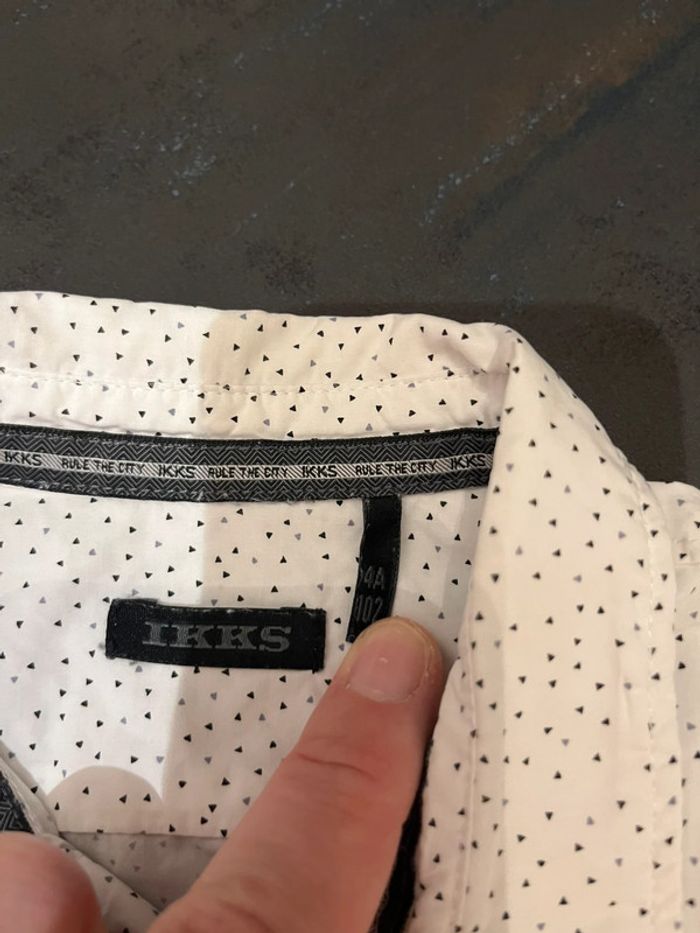 IKKS RULE THE CITY IKKS RULE THE CITY IKKS RULE THE CITY IKKS
4A
102
IKKS